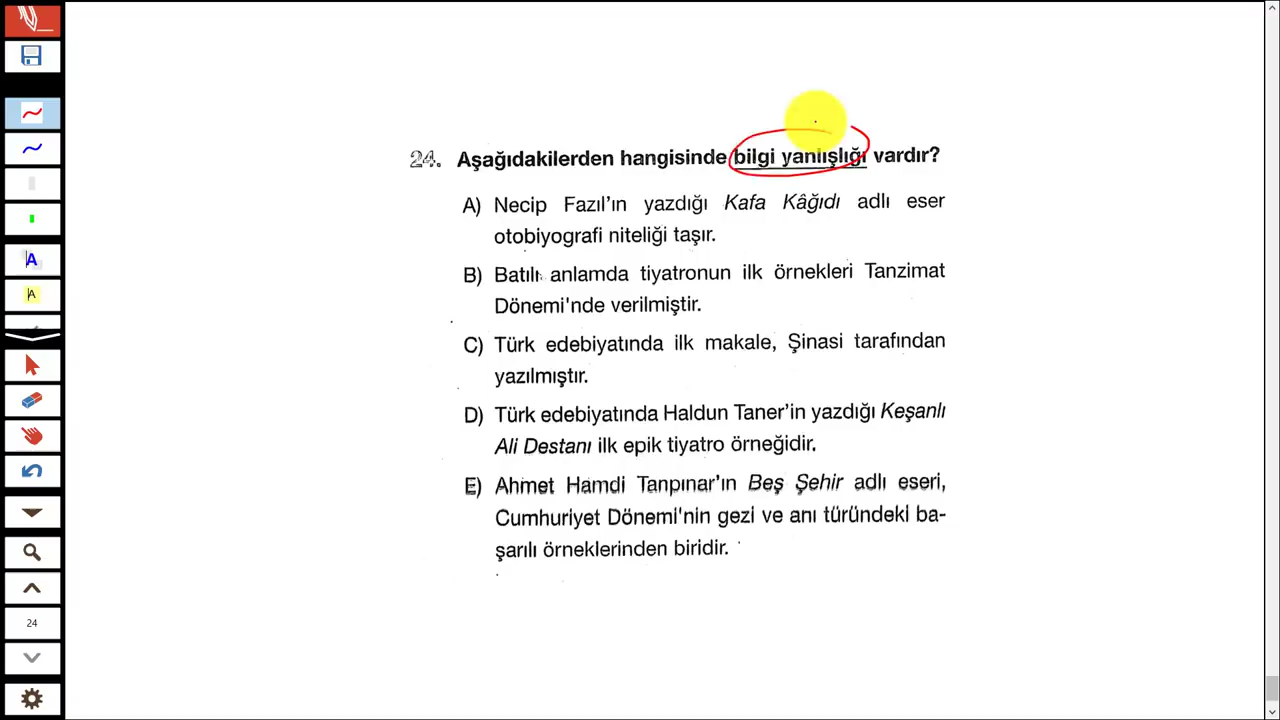 24. Aşağıdakilerden hangisinde bilgi yanlışlığı vardır?
A) Necip Fazıl'ın yazdığı Kafa Kâğıdı adlı eser
otobiyografi niteliği taşır.
B) Batılı anlamda tiyatronun ilk örnekleri Tanzimat
Dönemi'nde verilmiştir.
C) Türk edebiyatında ilk makale, Şinasi tarafından
yazılmıştır.
D) Türk edebiyatında Haldun Taner'in yazdığı Keşanlı
Ali Destanı ilk epik tiyatro örneğidir.
E) Ahmet Hamdi Tanpınar'ın Beş Şehir adlı eseri,
Cumhuriyet Dönemi'nin gezi ve anı türündeki ba-
şarılı örneklerinden biridir.
A
A
24